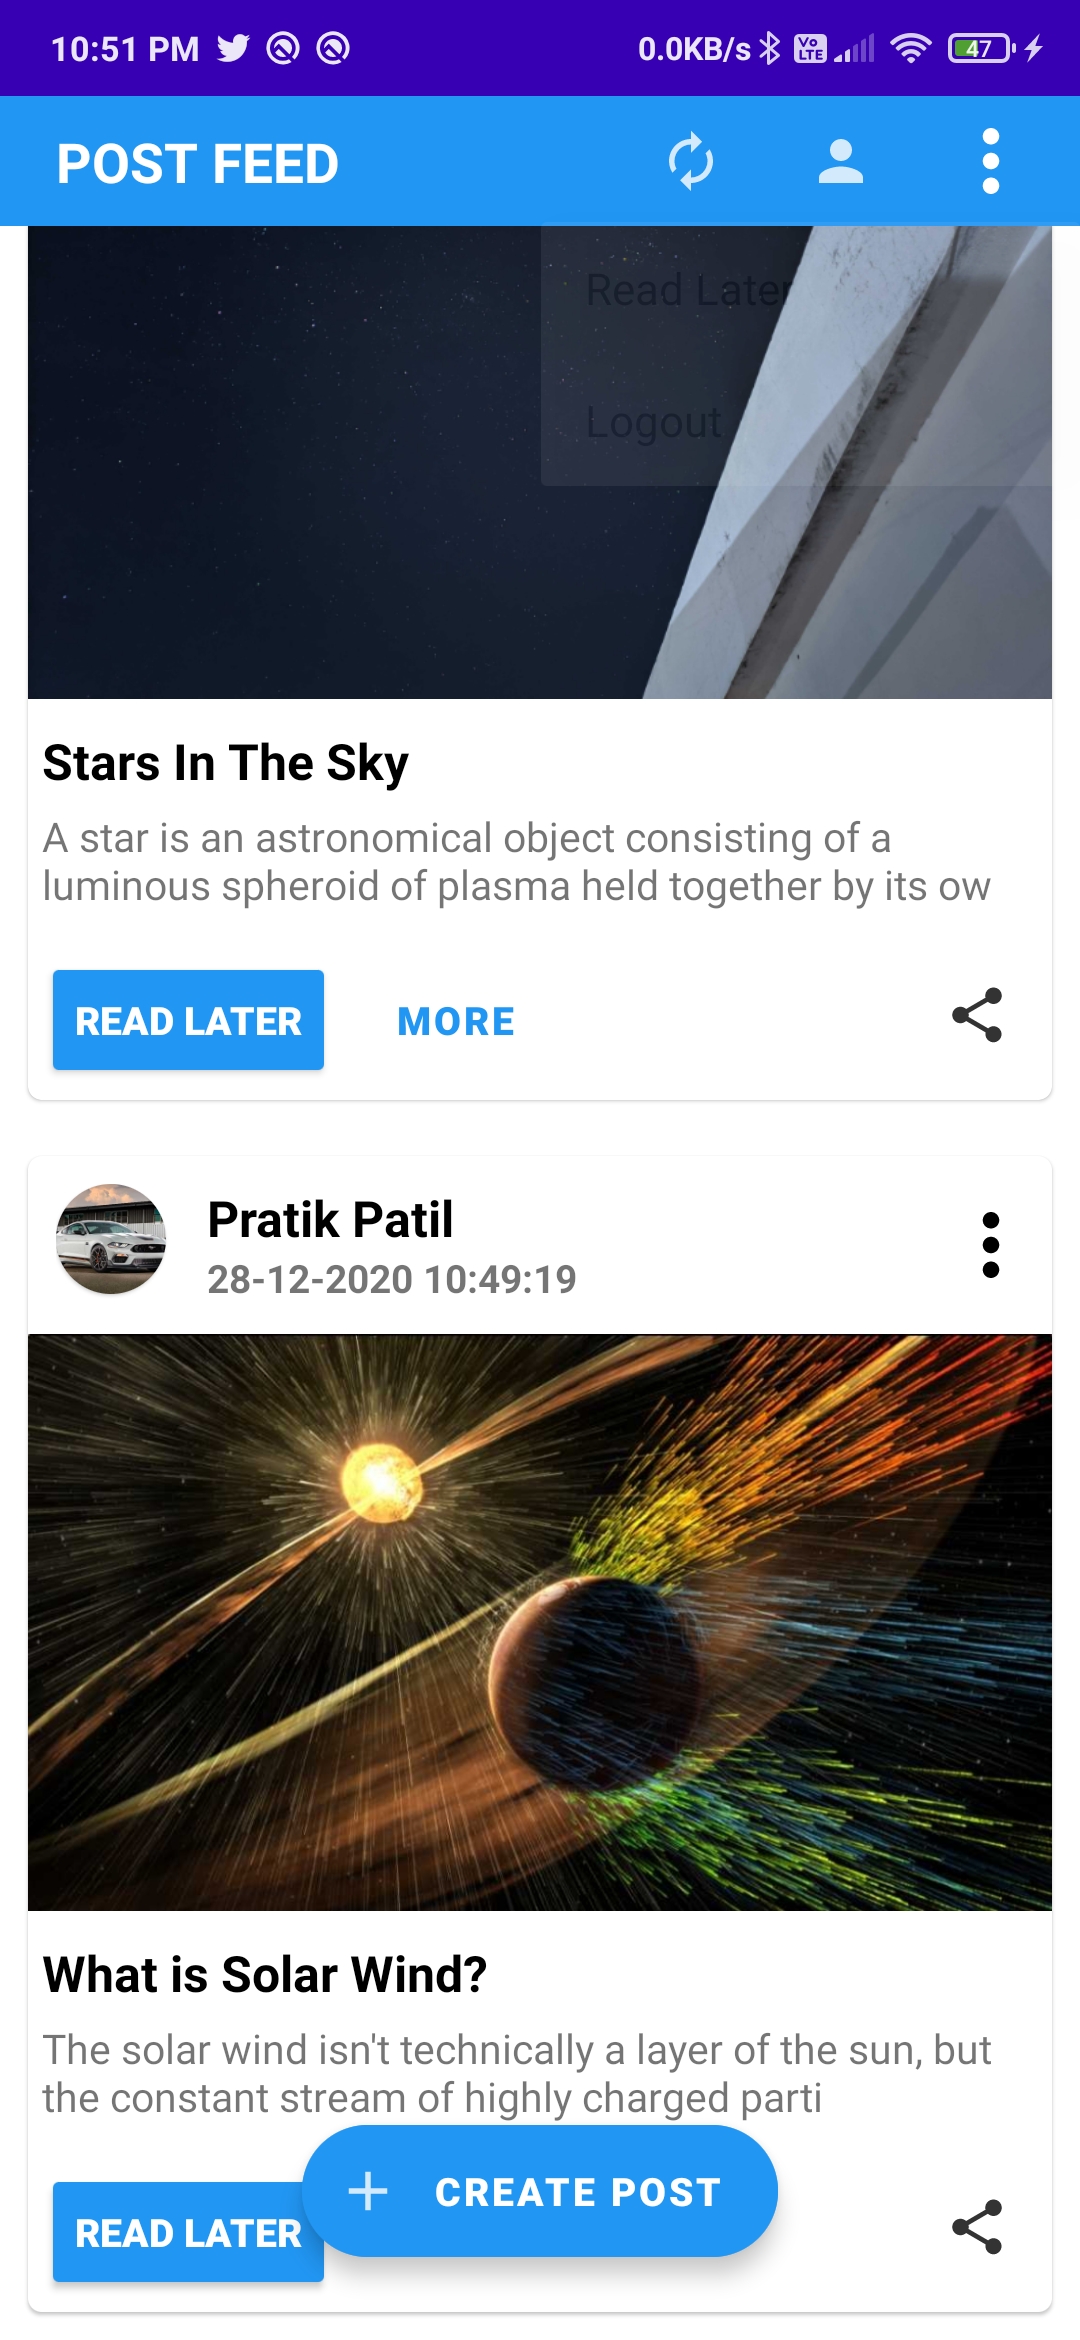 10:51 PM
0.0KB/s
Vo LTE
47
POST FEED
Read Later
Logout
Stars In The Sky
A star is an astronomical object consisting of a
luminous spheroid of plasma held together by its ow
READ LATER
MORE
Pratik Patil
28-12-2020 10:49:19
What is Solar Wind?
The solar wind isn't technically a layer of the sun, but
the constant stream of highly charged parti
READ LATER
CREATE POST